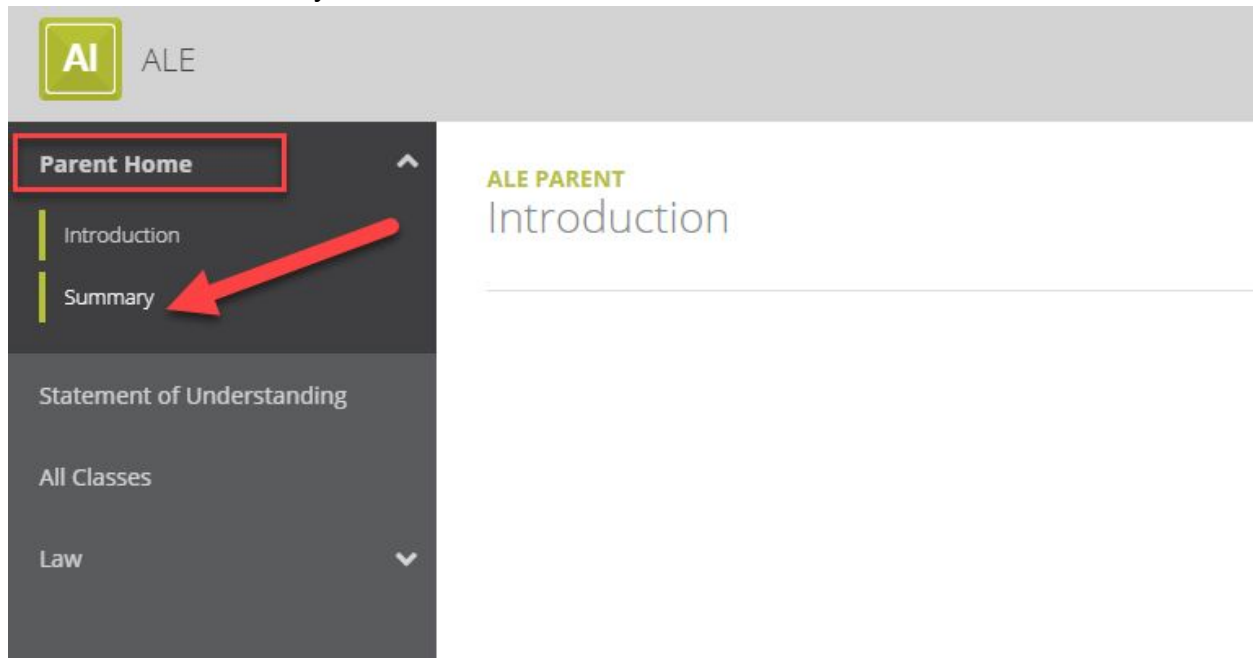 AI ALE
Parent Home
Introduction
Summary
Statement of Understanding
All Classes
Law
ALE PARENT
Introduction